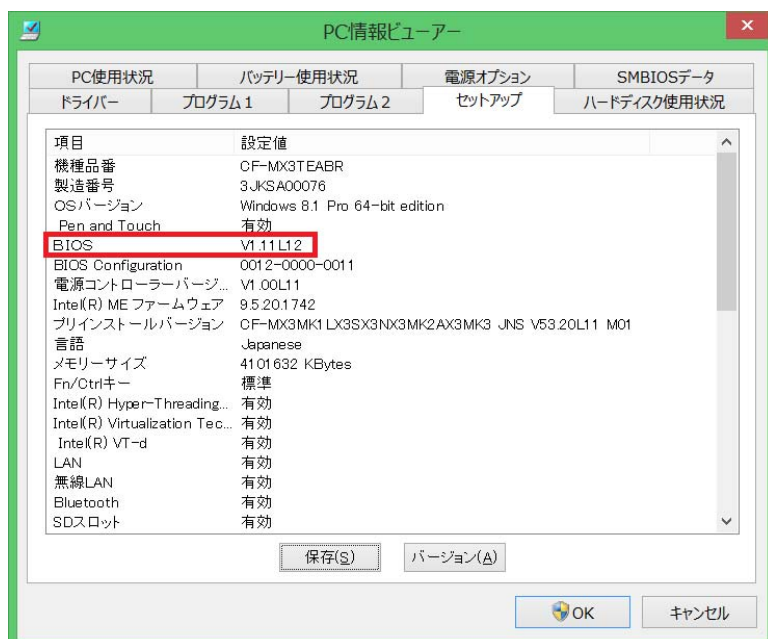 PC情報ビューアー
PC使用状況 バッテリー使用状況 電源オプション SMBIOSデータ
ドライバー プログラム1 プログラム2 セットアップ ハードディスク使用状況
項目 設定値
機種品番 CF-MX3TEABR
製造番号 3JKSA00076
OSバージョン Windows 8.1 Pro 64-bit edition
Pen and Touch 有効
BIOS V1.11L12
BIOS Configuration 0012-0000-0011
電源コントローラーバージ... V1.00L11
Intel(R) ME ファームウェア 9.5.20.1742
プリインストールバージョン CF-MX3MK1LX3SX3NX3MK2AX3MK3 JNS V53.20L11 M01
言語 Japanese
メモリーサイズ 4101632 KBytes
Fn/Ctrlキー 標準
Intel(R) Hyper-Threading... 有効
Intel(R) Virtualization Tec... 有効
Intel(R) VT-d 有効
LAN 有効
無線LAN 有効
Bluetooth 有効
SDスロット 有効
保存(S) バージョン(A)
OK キャンセル